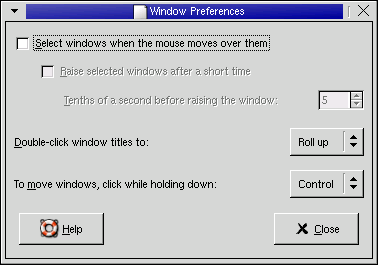 Window Preferences
Select windows when the mouse moves over them
Raise selected windows after a short time
Tenths of a second before raising the window: 5
Double-click window titles to: Roll up
To move windows, click while holding down: Control
Help Close